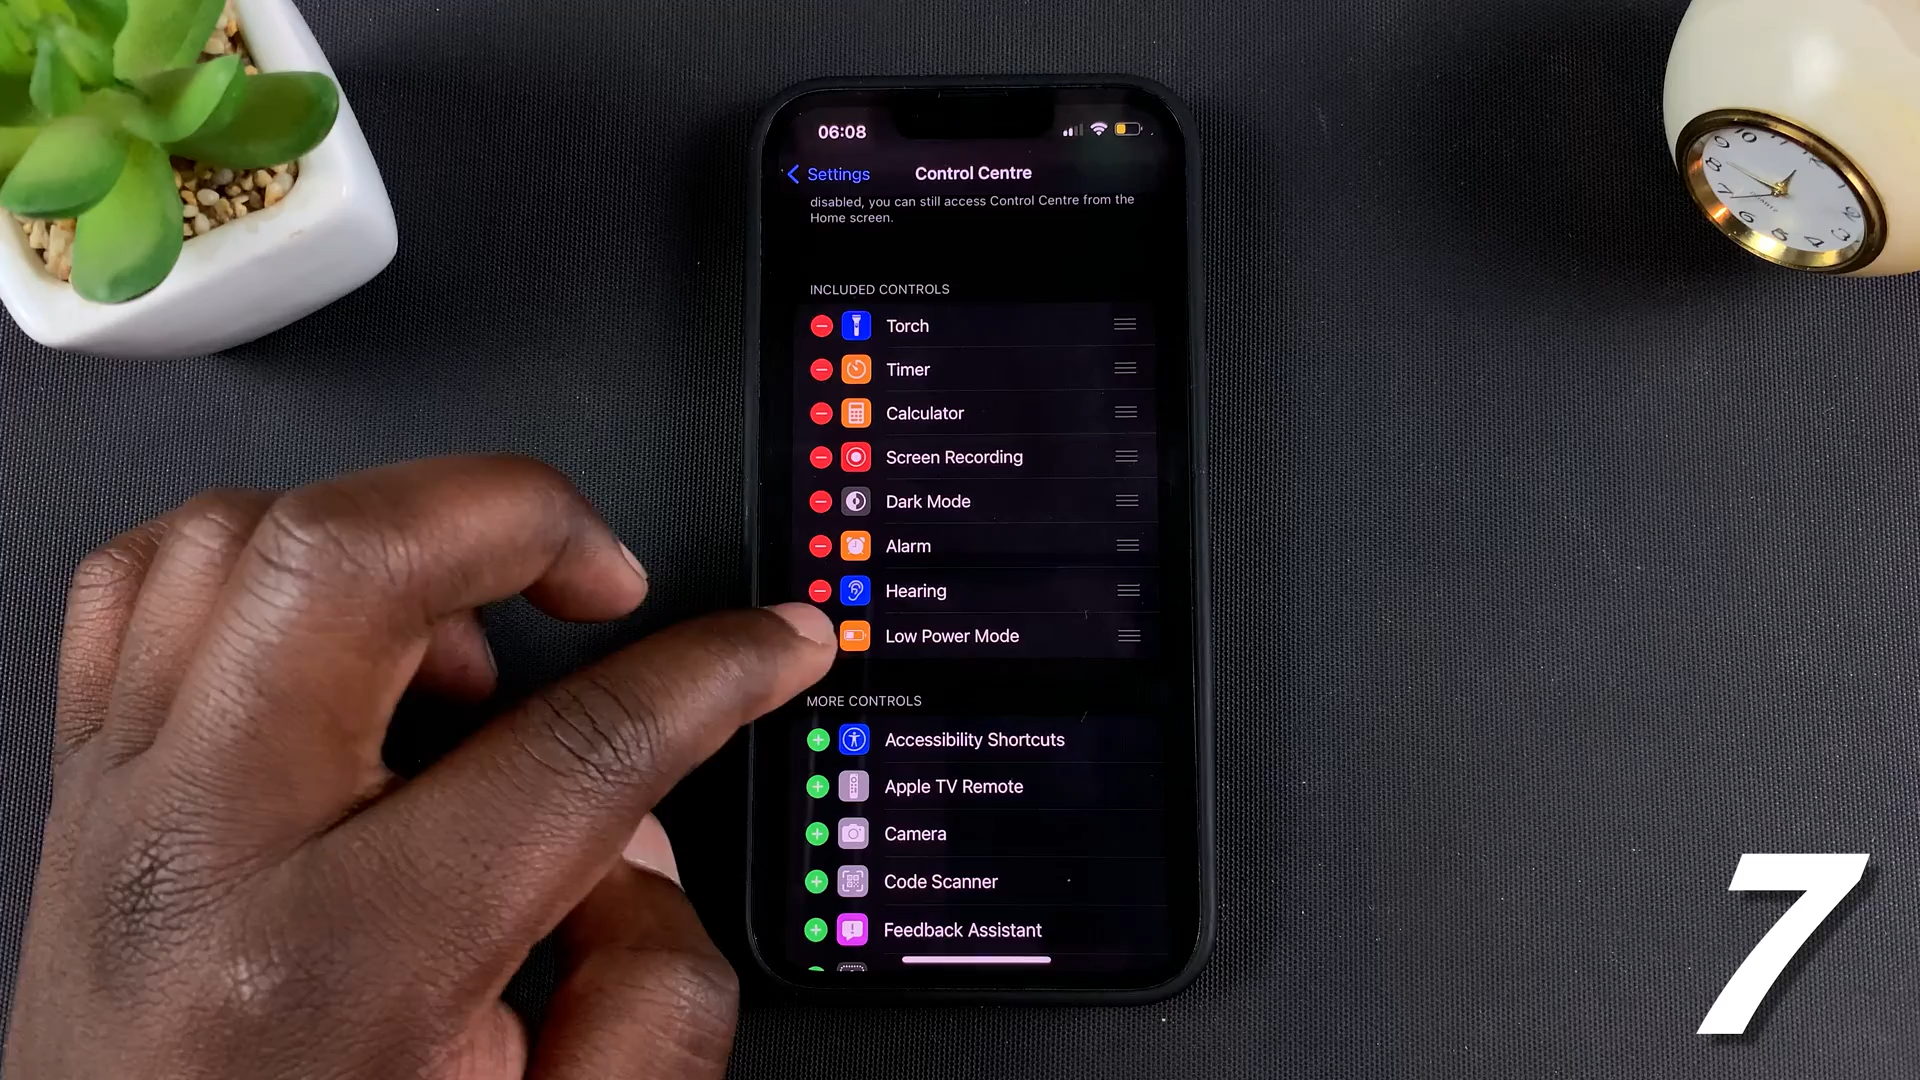 06:08
Settings
Control Centre
disabled, you can still access Control Centre from the
Home screen.
INCLUDED CONTROLS
Torch
Timer
Calculator
Screen Recording
Dark Mode
Alarm
Hearing
Low Power Mode
MORE CONTROLS
Accessibility Shortcuts
Apple TV Remote
Camera
Code Scanner
Feedback Assistant
7